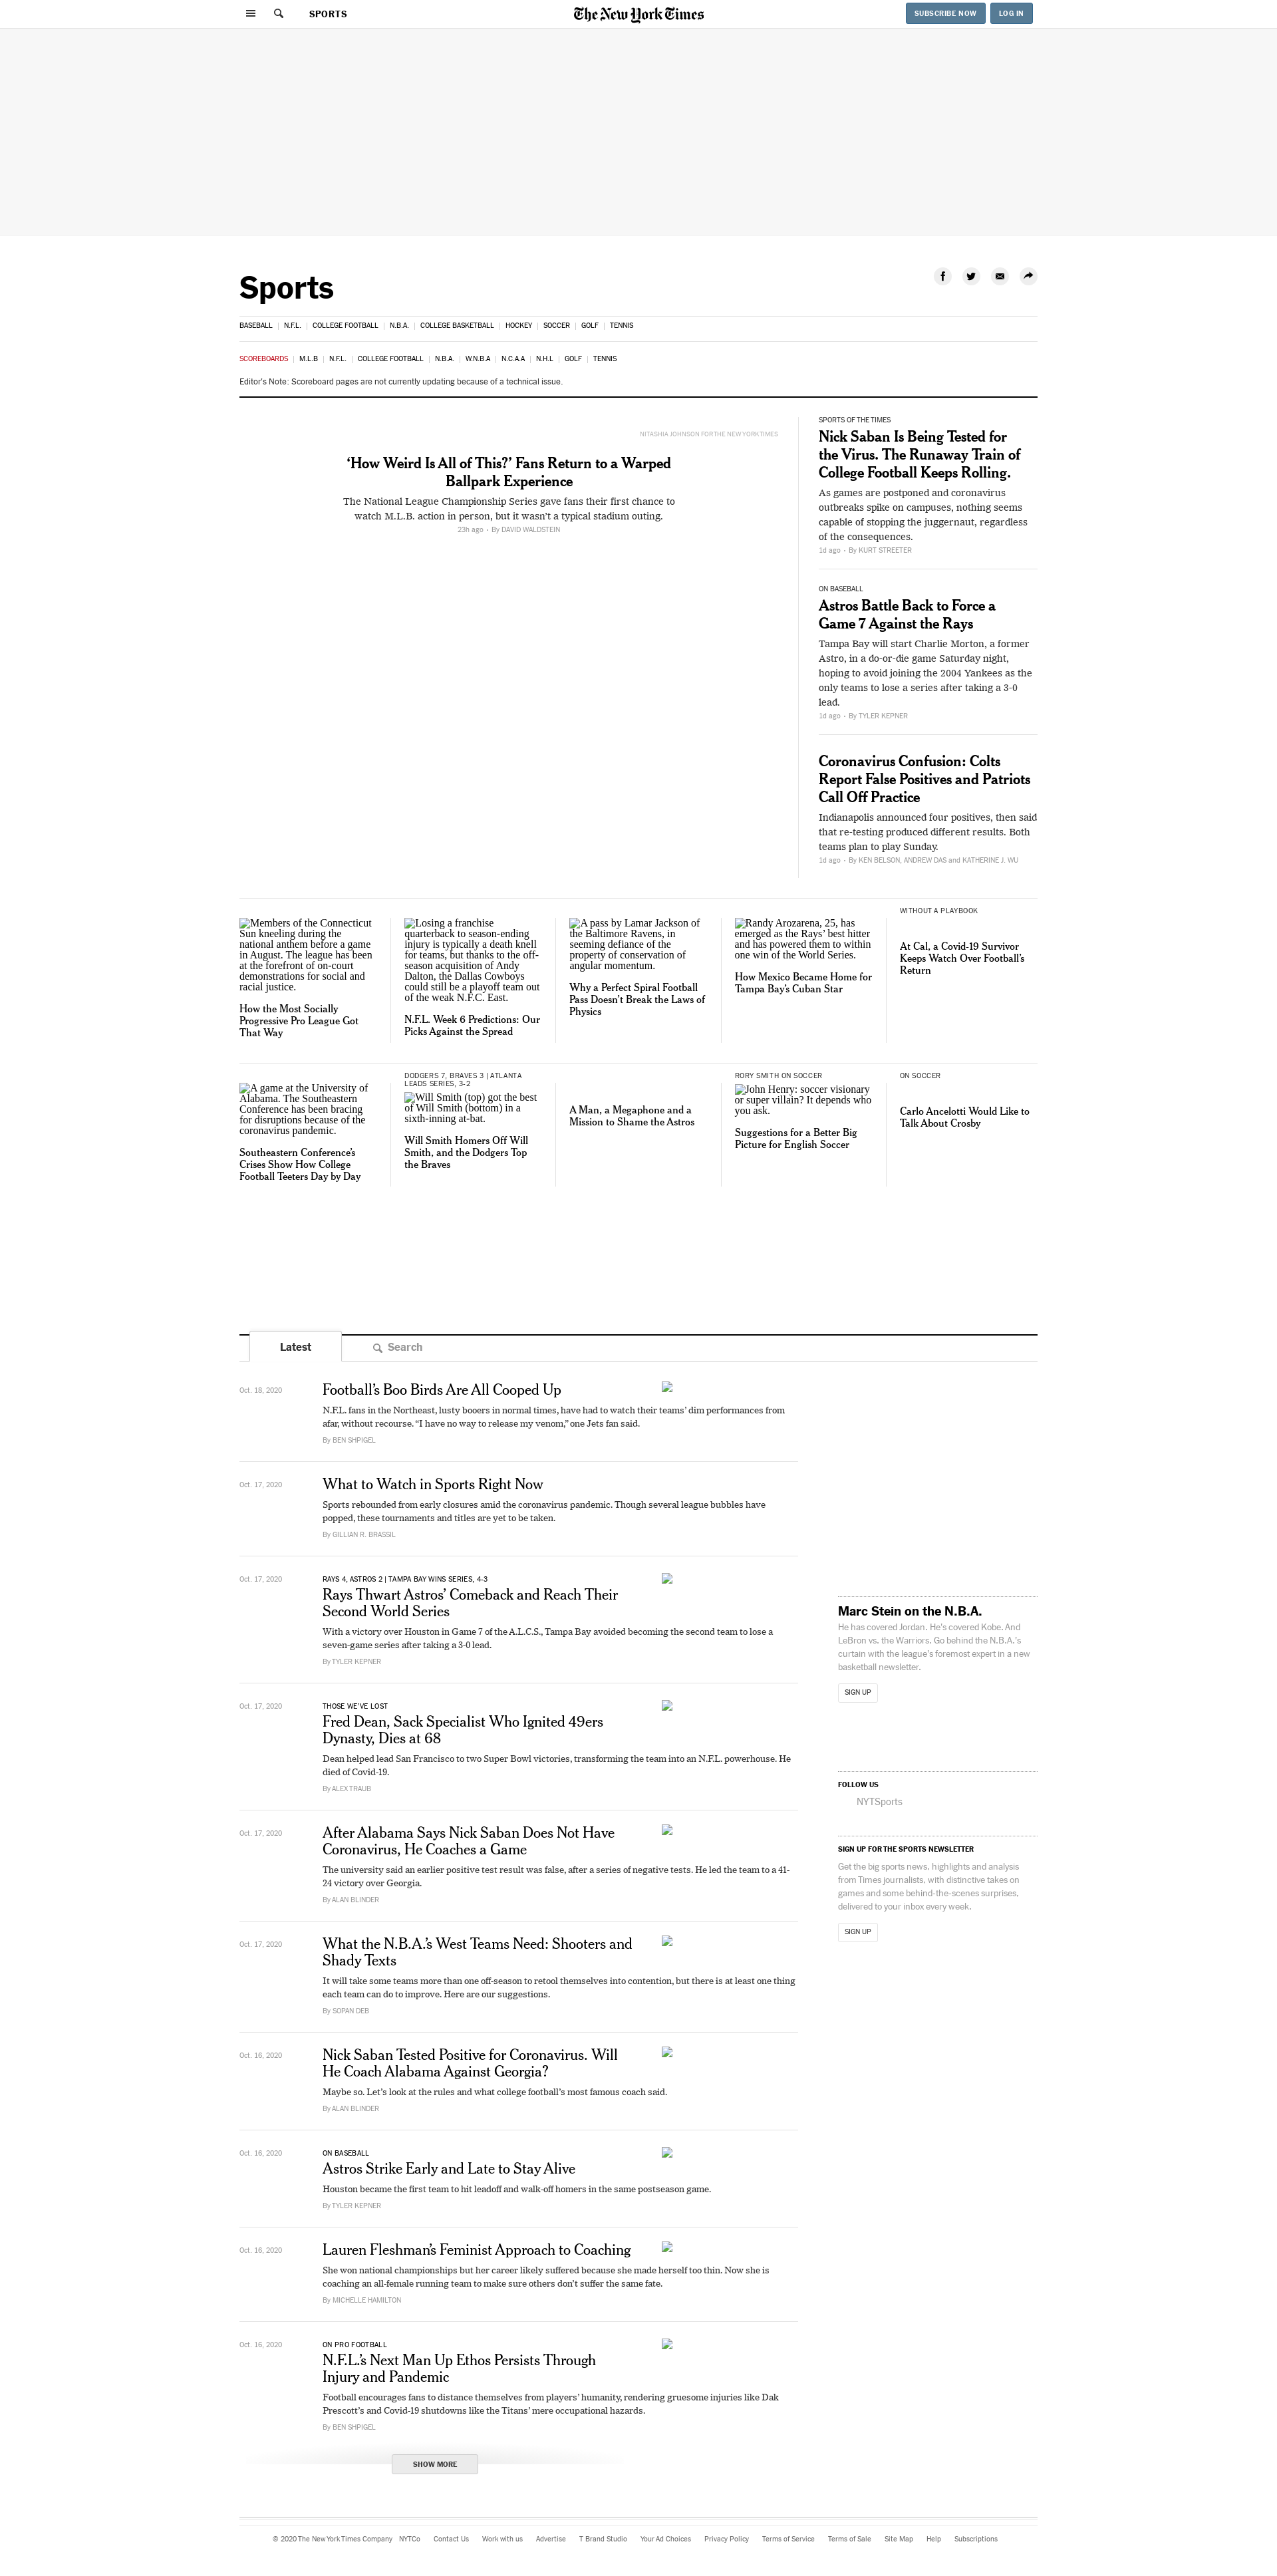 SPORTS
The New York Times
SUBSCRIBE NOW
LOG IN
Sports
BASEBALL | N.F.L. | COLLEGE FOOTBALL | N.B.A. | COLLEGE BASKETBALL | HOCKEY | SOCCER | GOLF | TENNIS
SCOREBOARDS | M.L.B | N.F.L. | COLLEGE FOOTBALL | N.B.A. | W.N.B.A | N.C.A.A | N.H.L | GOLF | TENNIS
Editor's Note: Scoreboard pages are not currently updating because of a technical issue.
NITASHIA JOHNSON FOR THE NEW YORK TIMES
‘How Weird Is All of This?’ Fans Return to a Warped
Ballpark Experience
The National League Championship Series gave fans their first chance to
watch M.L.B. action in person, but it wasn't a typical stadium outing.
23h ago • By DAVID WALDSTEIN
SPORTS OF THE TIMES
Nick Saban Is Being Tested for
the Virus. The Runaway Train of
College Football Keeps Rolling.
As games are postponed and coronavirus
outbreaks spike on campuses, nothing seems
capable of stopping the juggernaut, regardless
of the consequences.
1d ago • By KURT STREETER
ON BASEBALL
Astros Battle Back to Force a
Game 7 Against the Rays
Tampa Bay will start Charlie Morton, a former
Astro, in a do-or-die game Saturday night,
hoping to avoid joining the 2004 Yankees as the
only teams to lose a series after taking a 3-0
lead.
1d ago • By TYLER KEPNER
Coronavirus Confusion: Colts
Report False Positives and Patriots
Call Off Practice
Indianapolis announced four positives, then said
that re-testing produced different results. Both
teams plan to play Sunday.
1d ago • By KEN BELSON, ANDREW DAS and KATHERINE J. WU
Members of the Connecticut
Sun kneeling during the
national anthem before a game
in August. The league has been
at the forefront of on-court
demonstrations for social and
racial justice.
How the Most Socially
Progressive Pro League Got
That Way
Losing a franchise
quarterback to season-ending
injury is typically a death knell
for teams, but thanks to the off-
season acquisition of Andy
Dalton, the Dallas Cowboys
could still be a playoff team out
of the weak N.F.C. East.
N.F.L. Week 6 Predictions: Our
Picks Against the Spread
A pass by Lamar Jackson of
the Baltimore Ravens, in
seeming defiance of the
property of conservation of
angular momentum.
Why a Perfect Spiral Football
Pass Doesn’t Break the Laws of
Physics
Randy Arozarena, 25, has
emerged as the Rays’ best hitter
and has powered them to within
one win of the World Series.
How Mexico Became Home for
Tampa Bay’s Cuban Star
WITHOUT A PLAYBOOK
At Cal, a Covid-19 Survivor
Keeps Watch Over Football’s
Return
A game at the University of
Alabama. The Southeastern
Conference has been bracing
for disruptions because of the
coronavirus pandemic.
Southeastern Conference’s
Crises Show How College
Football Teeters Day by Day
DODGERS 7, BRAVES 3 | ATLANTA
LEADS SERIES, 3-2
Will Smith (top) got the best
of Will Smith (bottom) in a
sixth-inning at-bat.
Will Smith Homers Off Will
Smith, and the Dodgers Top
the Braves
A Man, a Megaphone and a
Mission to Shame the Astros
RORY SMITH ON SOCCER
John Henry: soccer visionary
or super villain? It depends who
you ask.
Suggestions for a Better Big
Picture for English Soccer
ON SOCCER
Carlo Ancelotti Would Like to
Talk About Crosby
Latest
Search
Oct. 18, 2020
Football’s Boo Birds Are All Cooped Up
N.F.L. fans in the Northeast, lusty booers in normal times, have had to watch their teams’ dim performances from
afar, without recourse. “I have no way to release my venom,” one Jets fan said.
By BEN SHPIGEL
Oct. 17, 2020
What to Watch in Sports Right Now
Sports rebounded from early closures amid the coronavirus pandemic. Though several league bubbles have
popped, these tournaments and titles are yet to be taken.
By GILLIAN R. BRASSIL
Oct. 17, 2020
RAYS 4, ASTROS 2 | TAMPA BAY WINS SERIES, 4-3
Rays Thwart Astros’ Comeback and Reach Their
Second World Series
With a victory over Houston in Game 7 of the A.L.C.S., Tampa Bay avoided becoming the second team to lose a
seven-game series after taking a 3-0 lead.
By TYLER KEPNER
Oct. 17, 2020
THOSE WE’VE LOST
Fred Dean, Sack Specialist Who Ignited 49ers
Dynasty, Dies at 68
Dean helped lead San Francisco to two Super Bowl victories, transforming the team into an N.F.L. powerhouse. He
died of Covid-19.
By ALEX TRAUB
Oct. 17, 2020
After Alabama Says Nick Saban Does Not Have
Coronavirus, He Coaches a Game
The university said an earlier positive test result was false, after a series of negative tests. He led the team to a 41-
24 victory over Georgia.
By ALAN BLINDER
Oct. 17, 2020
What the N.B.A.’s West Teams Need: Shooters and
Shady Texts
It will take some teams more than one off-season to retool themselves into contention, but there is at least one thing
each team can do to improve. Here are our suggestions.
By SOPAN DEB
Oct. 16, 2020
Nick Saban Tested Positive for Coronavirus. Will
He Coach Alabama Against Georgia?
Maybe so. Let’s look at the rules and what college football’s most famous coach said.
By ALAN BLINDER
Oct. 16, 2020
ON BASEBALL
Astros Strike Early and Late to Stay Alive
Houston became the first team to hit leadoff and walk-off homers in the same postseason game.
By TYLER KEPNER
Oct. 16, 2020
Lauren Fleshman’s Feminist Approach to Coaching
She won national championships but her career likely suffered because she made herself too thin. Now she is
coaching an all-female running team to make sure others don’t suffer the same fate.
By MICHELLE HAMILTON
Oct. 16, 2020
ON PRO FOOTBALL
N.F.L.’s Next Man Up Ethos Persists Through
Injury and Pandemic
Football encourages fans to distance themselves from players’ humanity, rendering gruesome injuries like Dak
Prescott’s and Covid-19 shutdowns like the Titans’ mere occupational hazards.
By BEN SHPIGEL
SHOW MORE
Marc Stein on the N.B.A.
He has covered Jordan. He's covered Kobe. And
LeBron vs. the Warriors. Go behind the N.B.A.'s
curtain with the league's foremost expert in a new
basketball newsletter.
SIGN UP
FOLLOW US
NYTSports
SIGN UP FOR THE SPORTS NEWSLETTER
Get the big sports news, highlights and analysis
from Times journalists, with distinctive takes on
games and some behind-the-scenes surprises,
delivered to your inbox every week.
SIGN UP
© 2020 The New York Times Company NYTCo Contact Us Work with us Advertise T Brand Studio Your Ad Choices Privacy Policy Terms of Service Terms of Sale Site Map Help Subscriptions